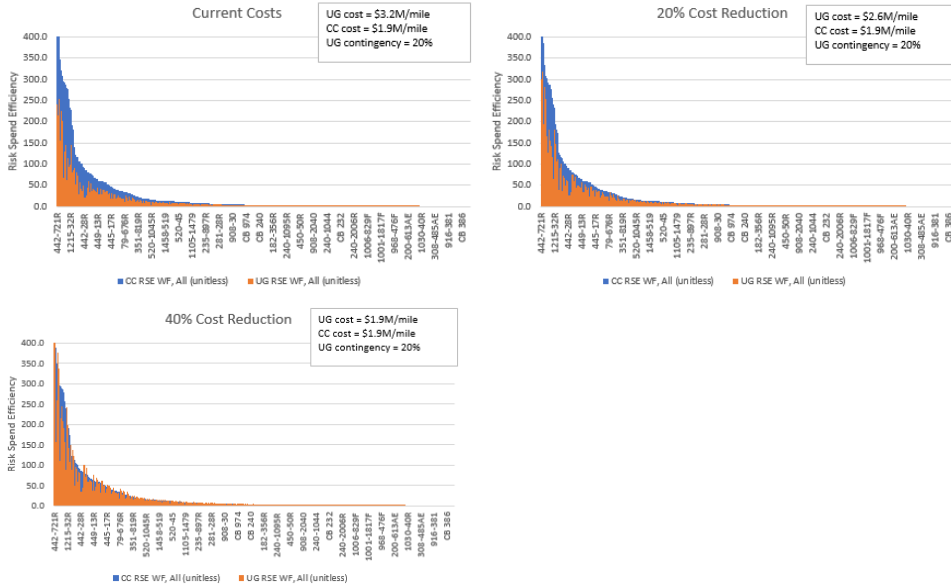 Current Costs
UG cost = $3.2M/mile
CC cost = $1.9M/mile
UG contingency = 20%
Risk Spend Efficiency
400.0
350.0
300.0
250.0
200.0
150.0
100.0
50.0
0.0
442-721R
1215-32R
442-28R
449-13R
445-17R
79-676R
351-819R
520-1045R
1458-519
520-45
1105-1479
235-897R
281-28R
908-30
CB 974
CB 240
182-356R
240-1095R
450-50R
908-2040
240-1044
CB 232
240-2006R
1006-829F
1001-1817F
968-476F
200-613AE
1030-40R
308-485AE
916-381
CB 386
CC RSE WF, All (unitless) UG RSE WF, All (unitless)
20% Cost Reduction
UG cost = $2.6M/mile
CC cost = $1.9M/mile
UG contingency = 20%
Risk Spend Efficiency
400.0
350.0
300.0
250.0
200.0
150.0
100.0
50.0
0.0
442-721R
1215-32R
442-28R
449-13R
445-17R
79-676R
351-819R
520-1045R
1458-519
520-45
1105-1479
235-897R
281-28R
908-30
CB 974
CB 240
182-356R
240-1095R
450-50R
908-2040
240-1044
CB 232
240-2006R
1006-829F
1001-1817F
968-476F
200-613AE
1030-40R
308-485AE
916-381
CB 386
CC RSE WF, All (unitless) UG RSE WF, All (unitless)
40% Cost Reduction
UG cost = $1.9M/mile
CC cost = $1.9M/mile
UG contingency = 20%
Risk Spend Efficiency
400.0
350.0
300.0
250.0
200.0
150.0
100.0
50.0
0.0
442-721R
1215-32R
442-28R
449-13R
445-17R
79-676R
351-819R
520-1045R
1458-519
520-45
1105-1479
235-897R
281-28R
908-30
CB 974
CB 240
182-356R
240-1095R
450-50R
908-2040
240-1044
CB 232
240-2006R
1006-829F
1001-1817F
968-476F
200-613AE
1030-40R
308-485AE
916-381
CB 386
CC RSE WF, All (unitless) UG RSE WF, All (unitless)